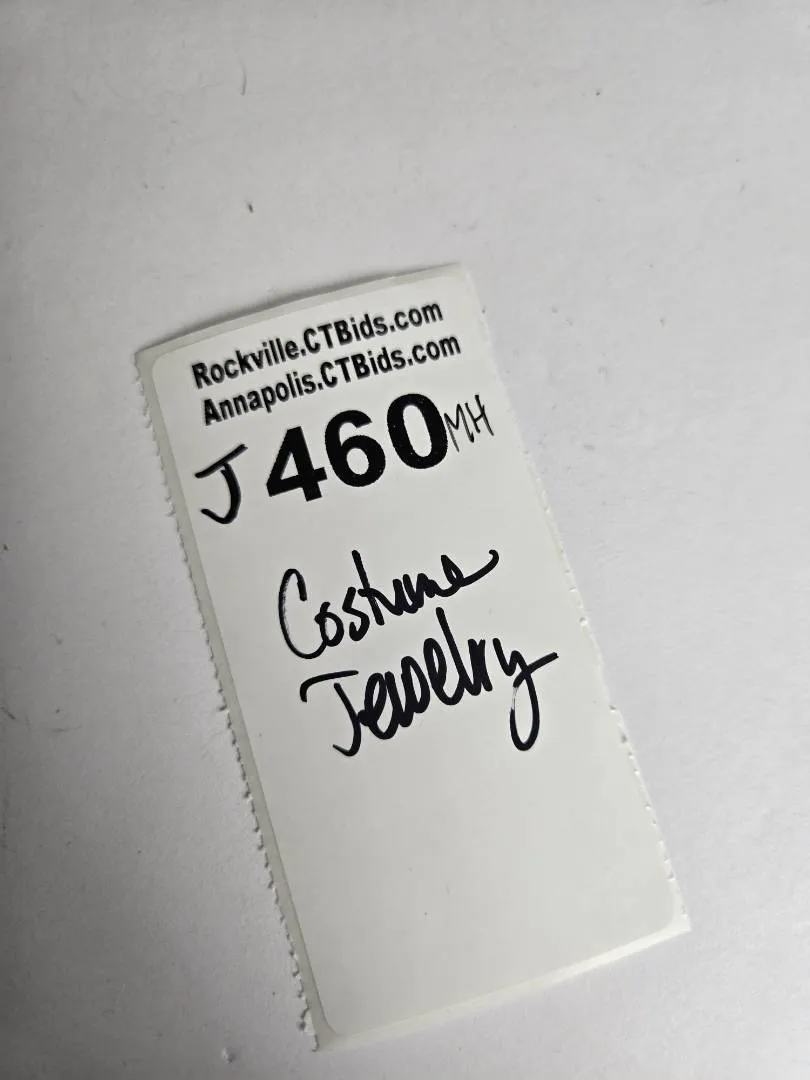 Rockville.CTBids.com
Annapolis.CTBids.com
J 460 MH
Costume
Jewelry